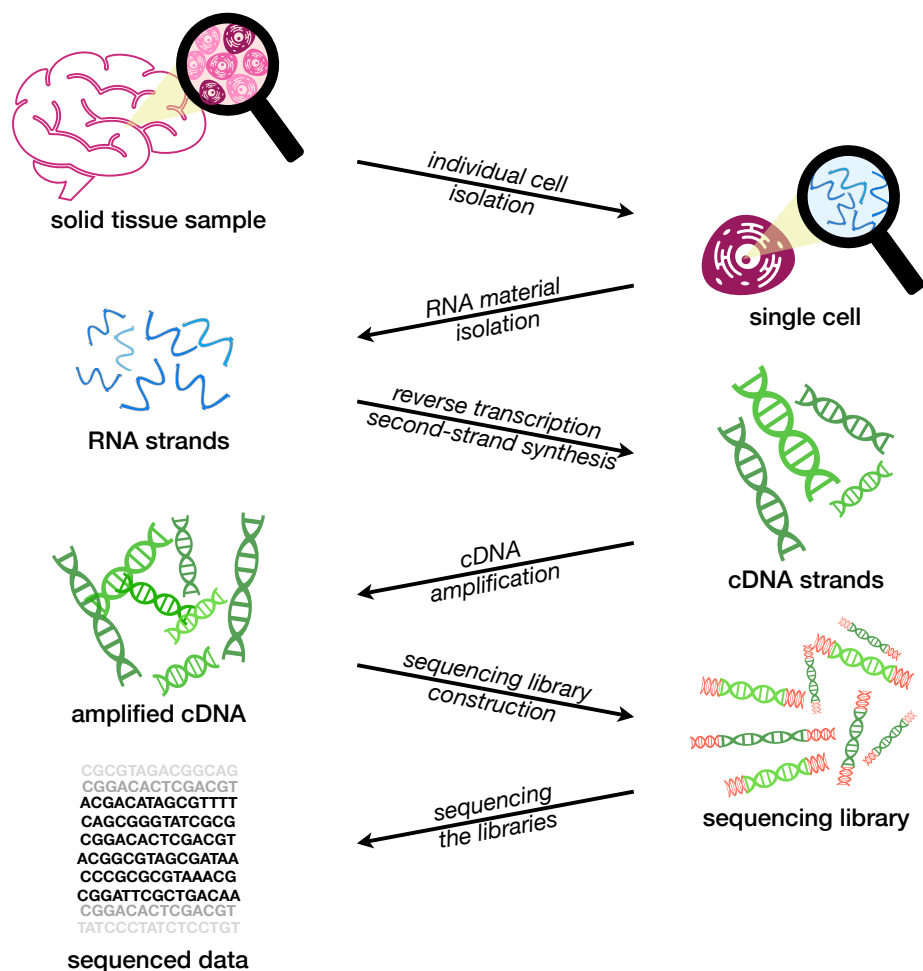 solid tissue sample
individual cell
isolation
single cell
RNA material
isolation
RNA strands
reverse transcription
second-strand synthesis
cDNA strands
cDNA
amplification
amplified cDNA
sequencing library
construction
sequencing library
sequencing
the libraries
CGCGTAGACGGCAG
CGGACACTCGACGT
ACGACATAGCGTTTT
CAGCGGGTATCGCG
CGGACACTCGACGT
ACGGCGTAGCGATAA
CCCGCGCGTAAACG
CGGATTCGCTGACAA
CGGACACTCGACGT
TATCCCTATCTCCTGT
sequenced data